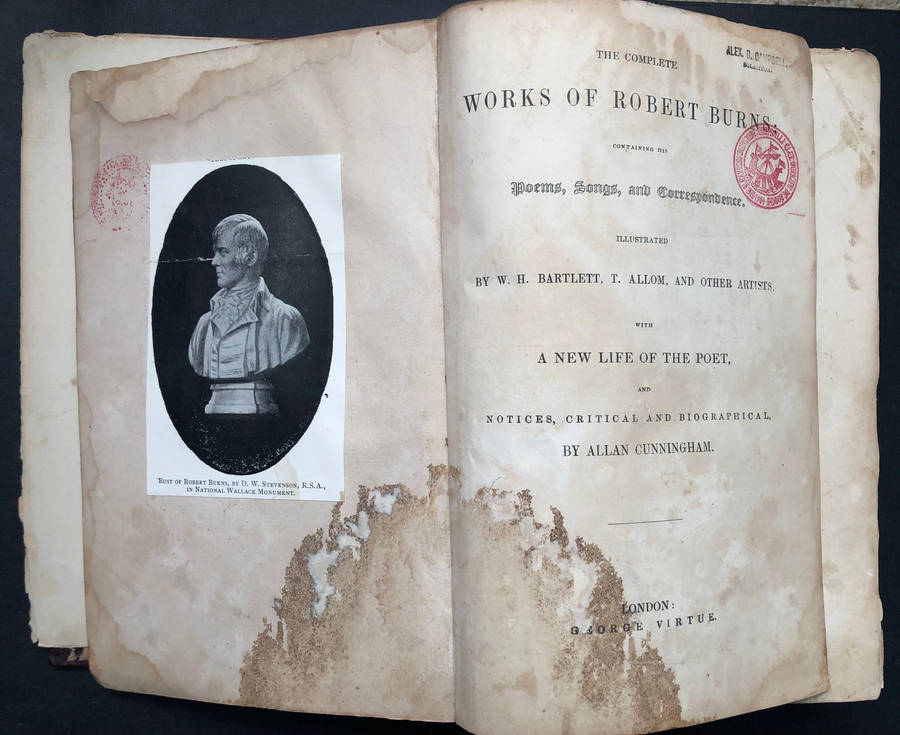 BUST OF ROBERT BURNS, BY D. W. STEVENSON, R.S.A.,
IN NATIONAL WALLACE MONUMENT.
ALEX. D. CAMPBELL,
THE COMPLETE
WORKS OF ROBERT BURNS;
CONTAINING HIS
Poems, Songs, and Correspondence.
ILLUSTRATED
BY W. H. BARTLETT, T. ALLOM, AND OTHER ARTISTS.
WITH
A NEW LIFE OF THE POET,
AND
NOTICES, CRITICAL AND BIOGRAPHICAL,
BY ALLAN CUNNINGHAM.
LONDON:
GEORGE VIRTUE.